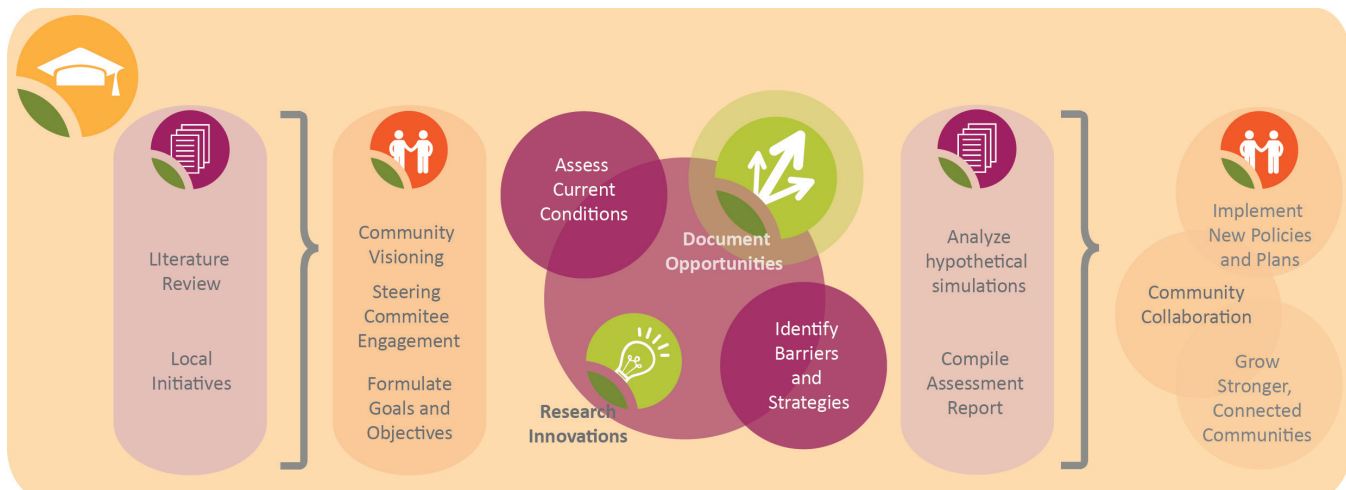 LIterature
Review
Local
Initiatives
Community
Visioning
Steering
Commitee
Engagement
Formulate
Goals and
Objectives
Assess
Current
Conditions
Document
Opportunities
Research
Innovations
Identify
Barriers
and
Strategies
Analyze
hypothetical
simulations
Compile
Assessment
Report
Implement
New Policies
and Plans
Community
Collaboration
Grow
Stronger,
Connected
Communities